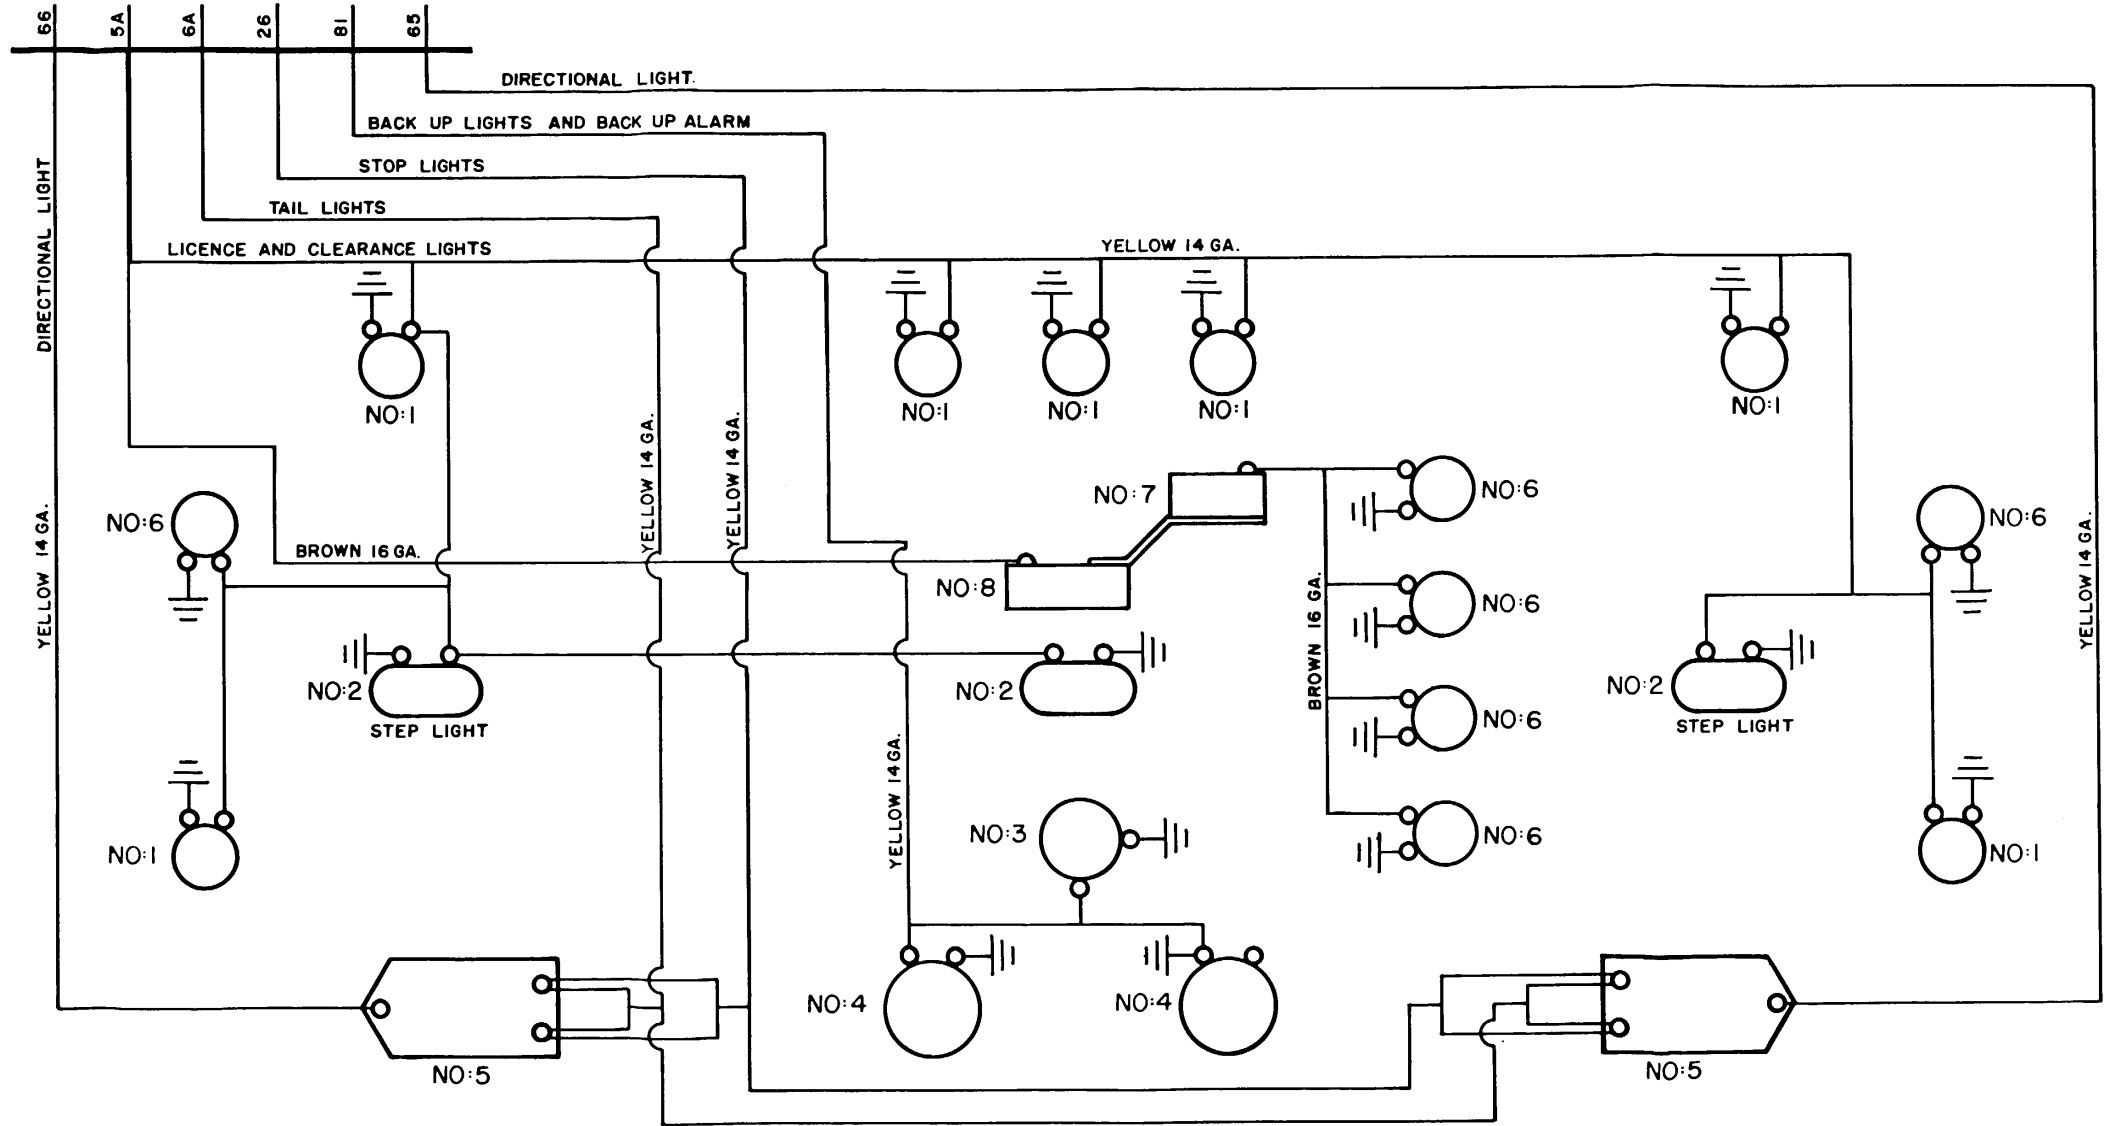 66
5A
6A
26
81
65
DIRECTIONAL LIGHT.
BACK UP LIGHTS AND BACK UP ALARM
STOP LIGHTS
TAIL LIGHTS
LICENCE AND CLEARANCE LIGHTS
YELLOW 14 GA.
DIRECTIONAL LIGHT
NO:1
NO:1
NO:1
NO:1
NO:1
YELLOW 14 GA.
YELLOW 14 GA.
YELLOW 14 GA.
NO:6
BROWN 16 GA.
NO:7
NO:8
NO:6
NO:6
NO:6
NO:6
BROWN 16 GA.
NO:6
YELLOW 14 GA.
NO:2
STEP LIGHT
NO:2
NO:2
STEP LIGHT
YELLOW 14 GA.
NO:3
NO:1
NO:1
NO:4
NO:4
NO:5
NO:5